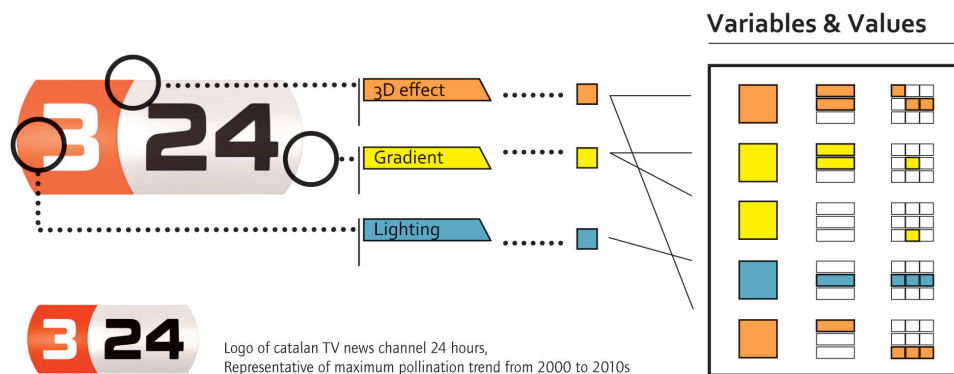 Variables & Values
3 24
3D effect
Gradient
Lighting
3 24
Logo of catalan TV news channel 24 hours,
Representative of maximum pollination trend from 2000 to 2010s